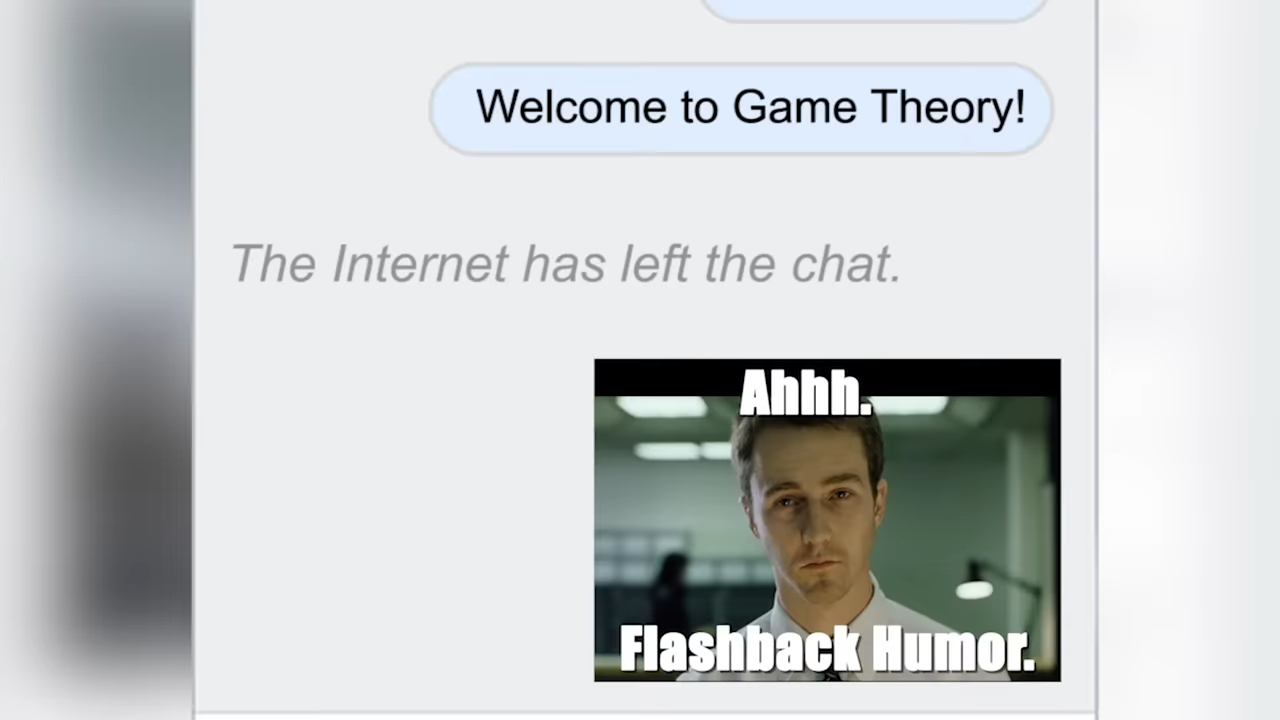 Welcome to Game Theory!
The Internet has left the chat.
Ahhh.
Flashback Humor.